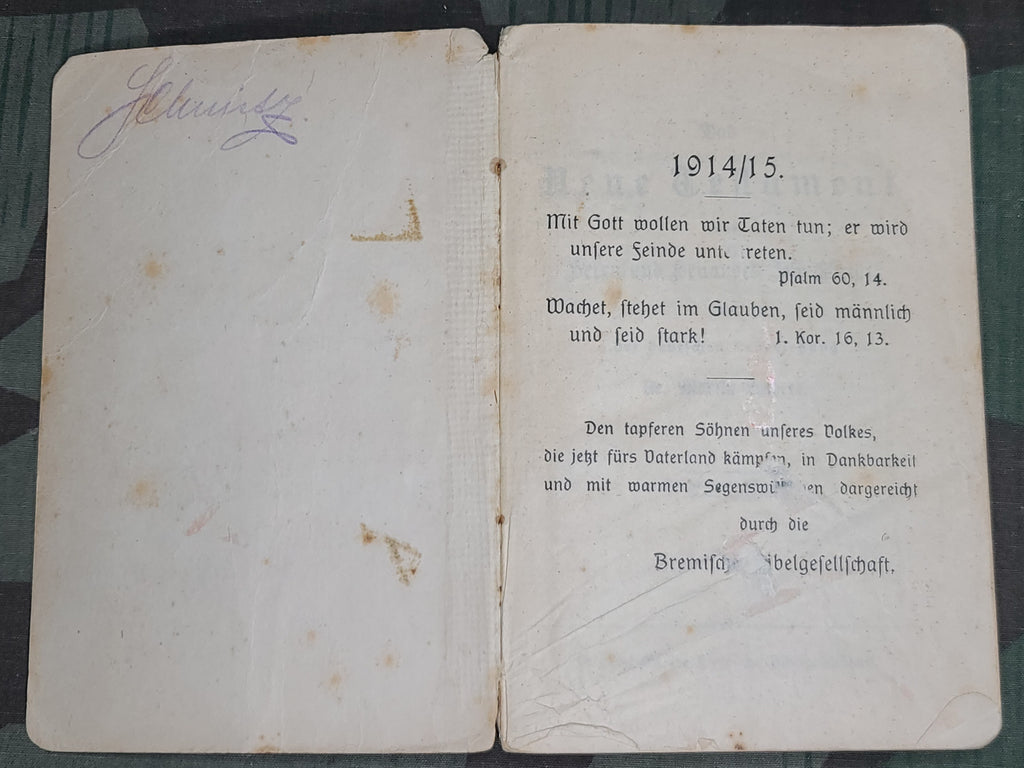 Schmitz
1914/15.
Mit Gott wollen wir Taten tun; er wird
unſere Feinde
Pſalm 60, 14.
Wachet, ſtehet im Glauben, ſeid männlich
und ſeid ſtark! 1. Kor. 16, 13.
Den tapferen Söhnen unſeres Volkes,
die jetzt fürs Vaterland kämpfen, in Dankbarkeit
und mit warmen dargereicht
durch die